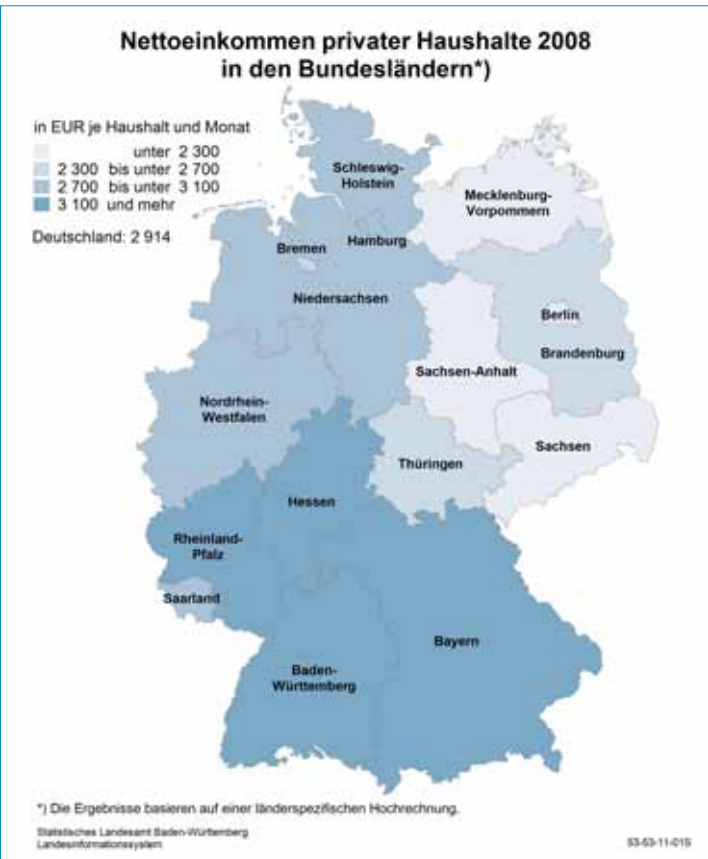 Nettoeinkommen privater Haushalte 2008
in den Bundesländern*)
in EUR je Haushalt und Monat
unter 2 300
2 300 bis unter 2 700
2 700 bis unter 3 100
3 100 und mehr
Deutschland: 2 914
Schleswig-
Holstein
Mecklenburg-
Vorpommern
Hamburg
Bremen
Niedersachsen
Berlin
Brandenburg
Sachsen-Anhalt
Nordrhein-
Westfalen
Sachsen
Thüringen
Hessen
Rheinland-
Pfalz
Saarland
Bayern
Baden-
Württemberg
*) Die Ergebnisse basieren auf einer länderspezifischen Hochrechnung.
Statistisches Landesamt Baden-Württemberg
Landesinformationssystem
53-53-11-01S